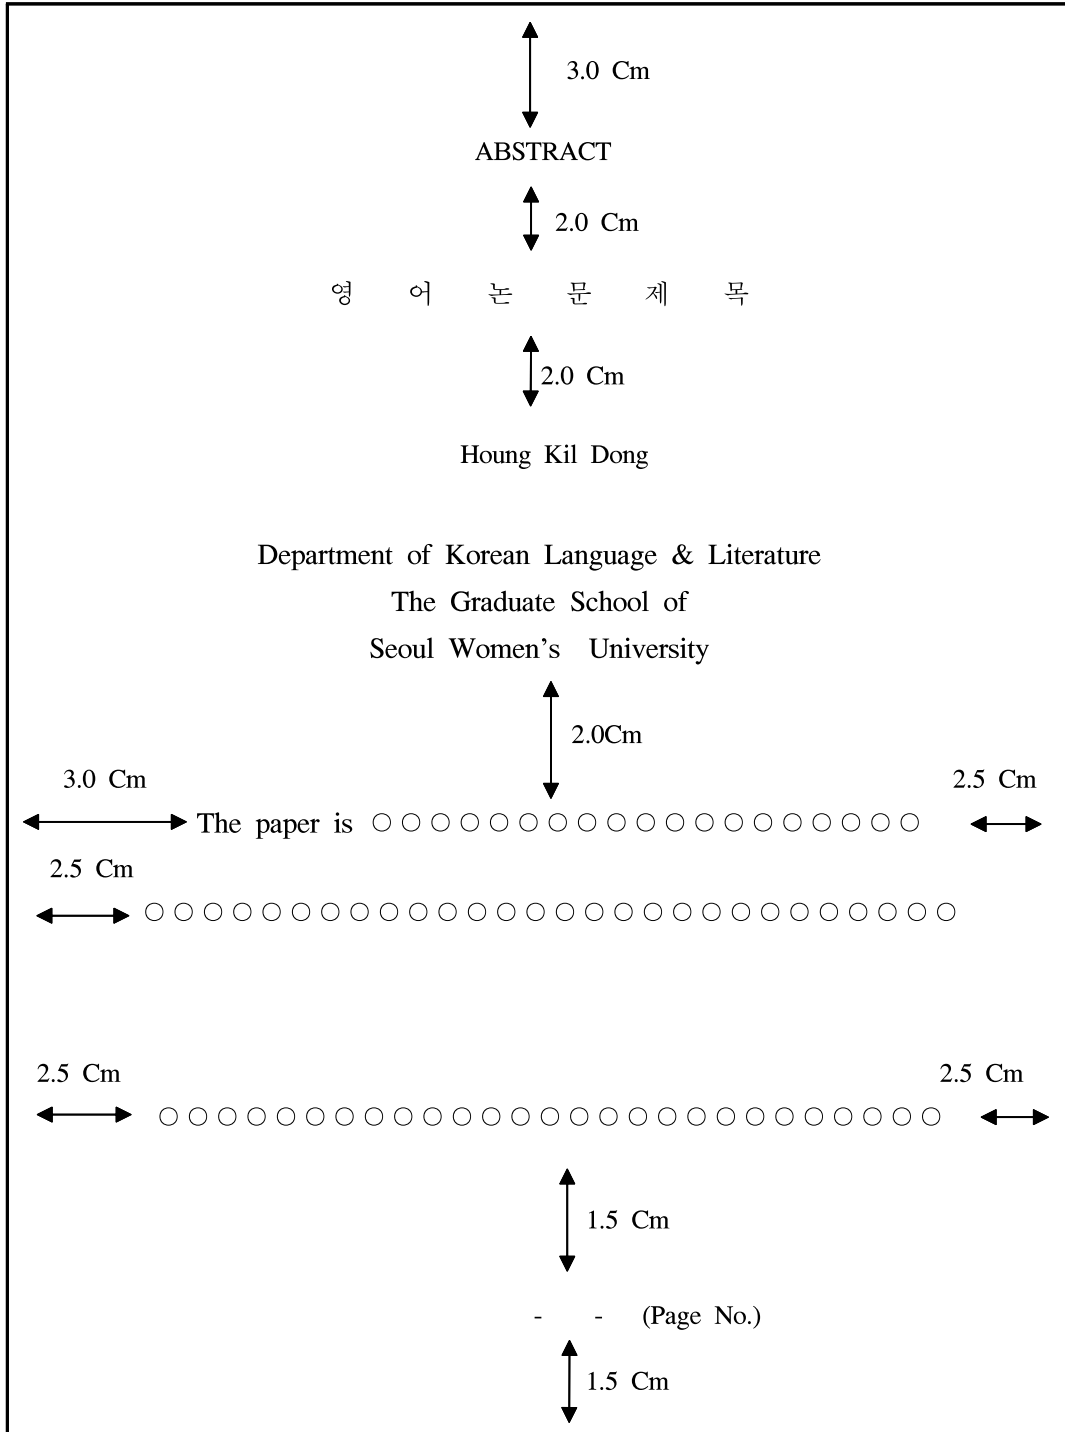 3.0 Cm
ABSTRACT
2.0 Cm
영 어 논 문 제 목
2.0 Cm
Houng Kil Dong
Department of Korean Language & Literature
The Graduate School of
Seoul Women's University
2.0Cm
3.0 Cm 2.5 Cm
The paper is ○○○○○○○○○○○○○○○○○○○
2.5 Cm
○○○○○○○○○○○○○○○○○○○○○○○○○○○○
2.5 Cm 2.5 Cm
○○○○○○○○○○○○○○○○○○○○○○○○○○○
1.5 Cm
- - (Page No.)
1.5 Cm